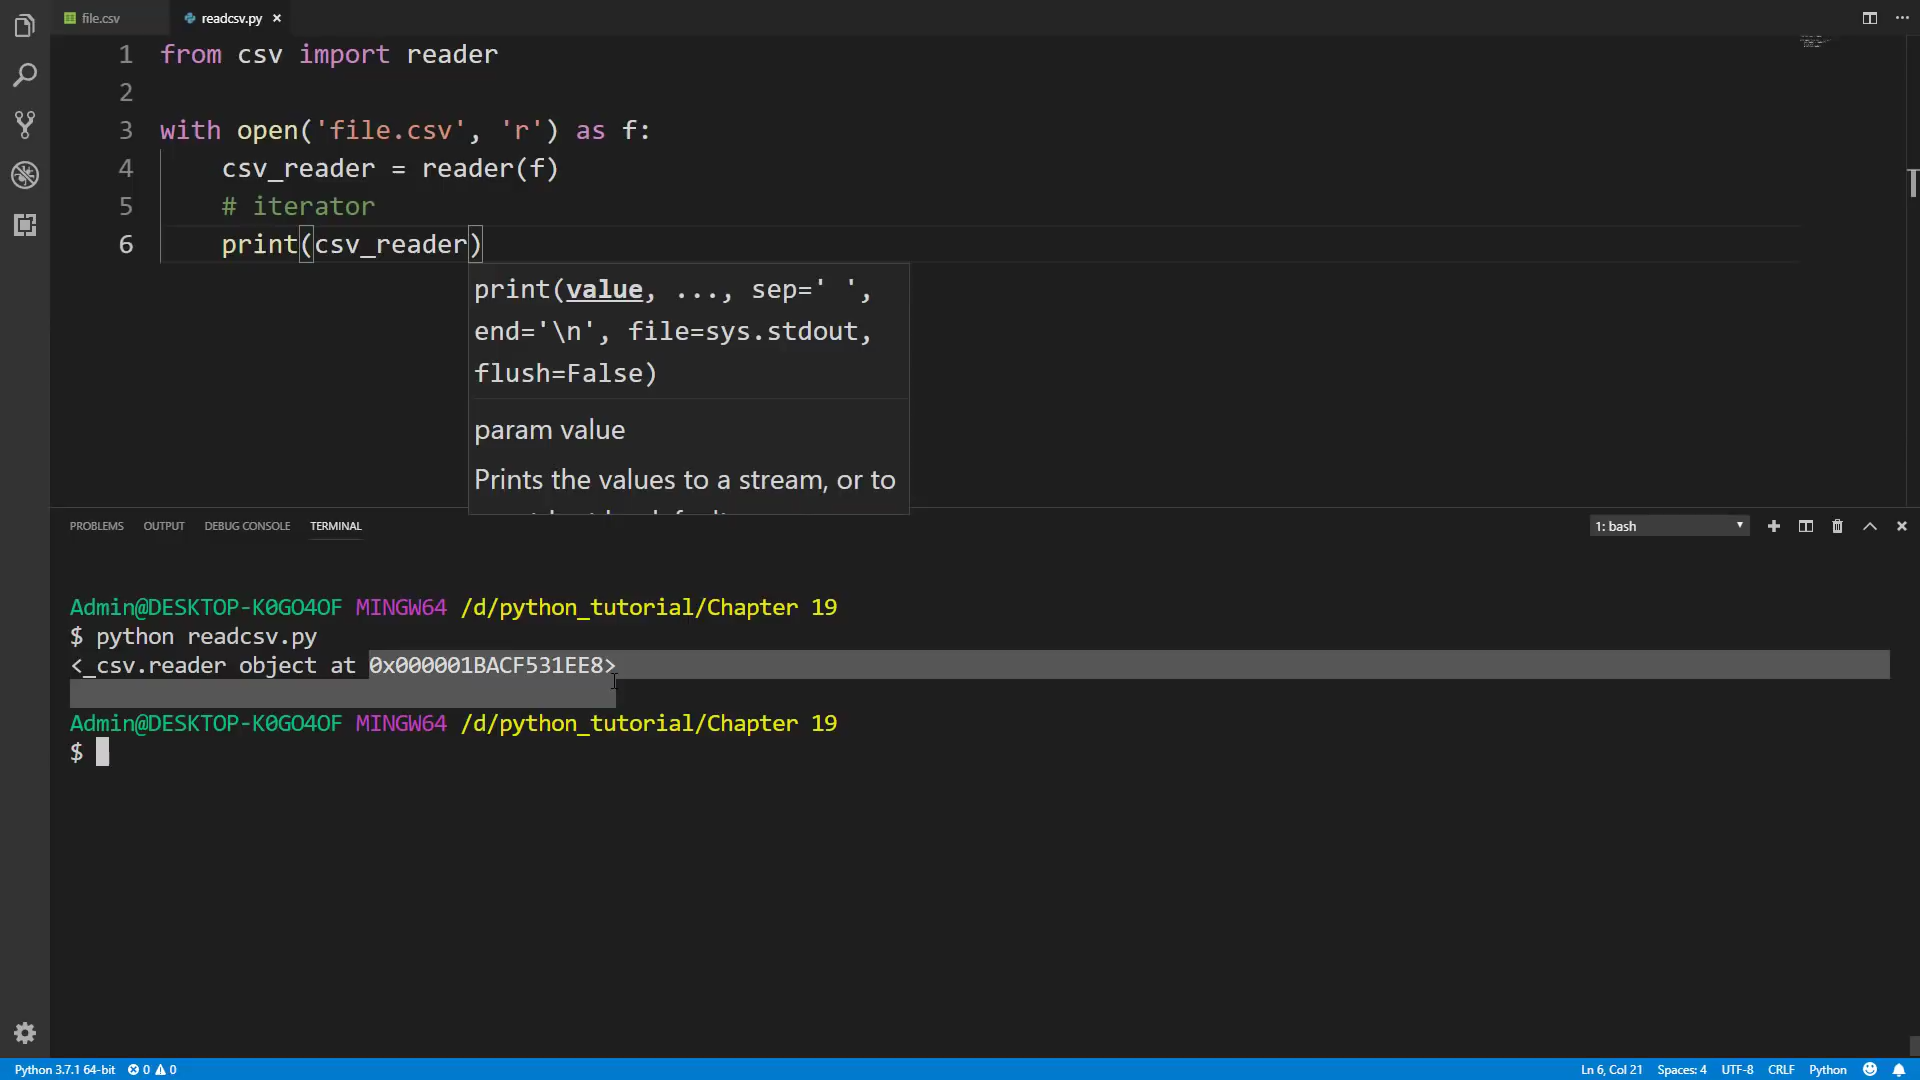 file.csv readcsv.py ×
1 from csv import reader
2
3 with open('file.csv', 'r') as f:
4 csv_reader = reader(f)
5 # iterator
6 print(csv_reader)
print(value, ..., sep=' ',
end='\n', file=sys.stdout,
flush=False)
param value
Prints the values to a stream, or to
PROBLEMS OUTPUT DEBUG CONSOLE TERMINAL 1: bash
Admin@DESKTOP-K0GO4OF MINGW64 /d/python_tutorial/Chapter 19
$ python readcsv.py
<_csv.reader object at 0x000001BACF531EE8>
Admin@DESKTOP-K0GO4OF MINGW64 /d/python_tutorial/Chapter 19
$
Python 3.7.1 64-bit 0 0 Ln 6, Col 21 Spaces: 4 UTF-8 CRLF Python